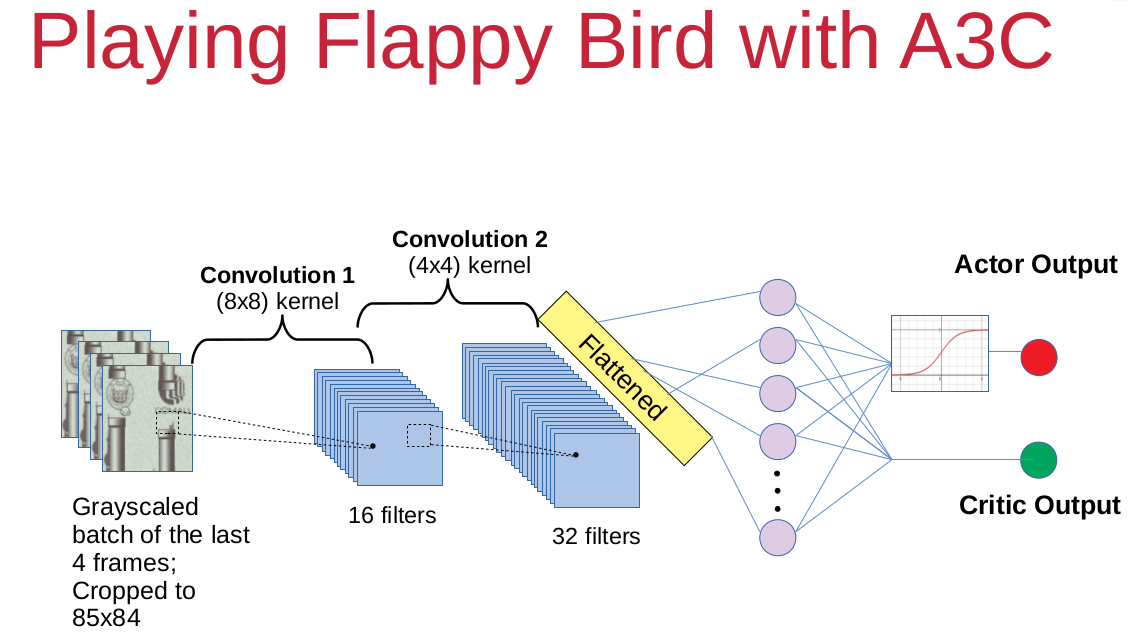 Playing Flappy Bird with A3C
Convolution 2
(4x4) kernel
Convolution 1
(8x8) kernel
Actor Output
Flattened
Critic Output
16 filters
32 filters
Grayscaled
batch of the last
4 frames;
Cropped to
85x84